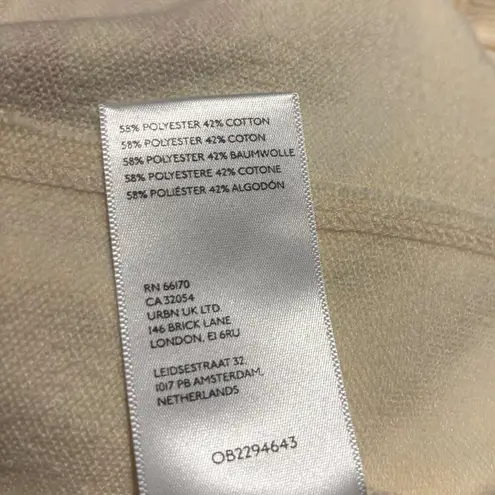 58% POLYESTER 42% COTTON
58% POLYESTER 42% COTON
58% POLYESTER 42% BAUMWOLLE
58% POLYESTERE 42% COTONE
58% POLIÉSTER 42% ALGODÓN
RN 66170
CA 32054
URBN UK LTD.
146 BRICK LANE
LONDON, E1 6RU
LEIDSESTRAAT 32,
1017 PB AMSTERDAM,
NETHERLANDS
OB2294643